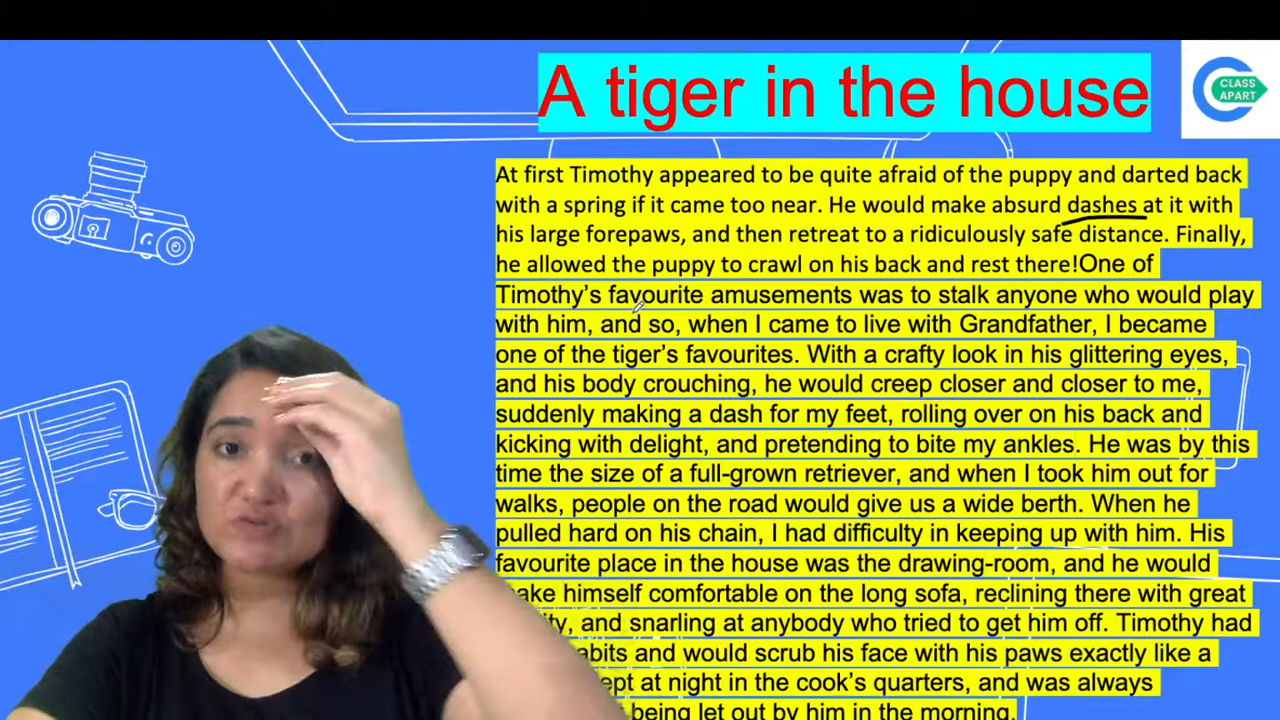 A tiger in the house
CLASS
APART
At first Timothy appeared to be quite afraid of the puppy and darted back
with a spring if it came too near. He would make absurd dashes at it with
his large forepaws, and then retreat to a ridiculously safe distance. Finally,
he allowed the puppy to crawl on his back and rest there!One of
Timothy's favourite amusements was to stalk anyone who would play
with him, and so, when I came to live with Grandfather, I became
one of the tiger's favourites. With a crafty look in his glittering eyes,
and his body crouching, he would creep closer and closer to me,
suddenly making a dash for my feet, rolling over on his back and
kicking with delight, and pretending to bite my ankles. He was by this
time the size of a full-grown retriever, and when I took him out for
walks, people on the road would give us a wide berth. When he
pulled hard on his chain, I had difficulty in keeping up with him. His
favourite place in the house was the drawing-room, and he would
himself comfortable on the long sofa, reclining there with great
and snarling at anybody who tried to get him off. Timothy had
and would scrub his face with his paws exactly like a
at night in the cook's quarters, and was always
being let out by him in the morning.